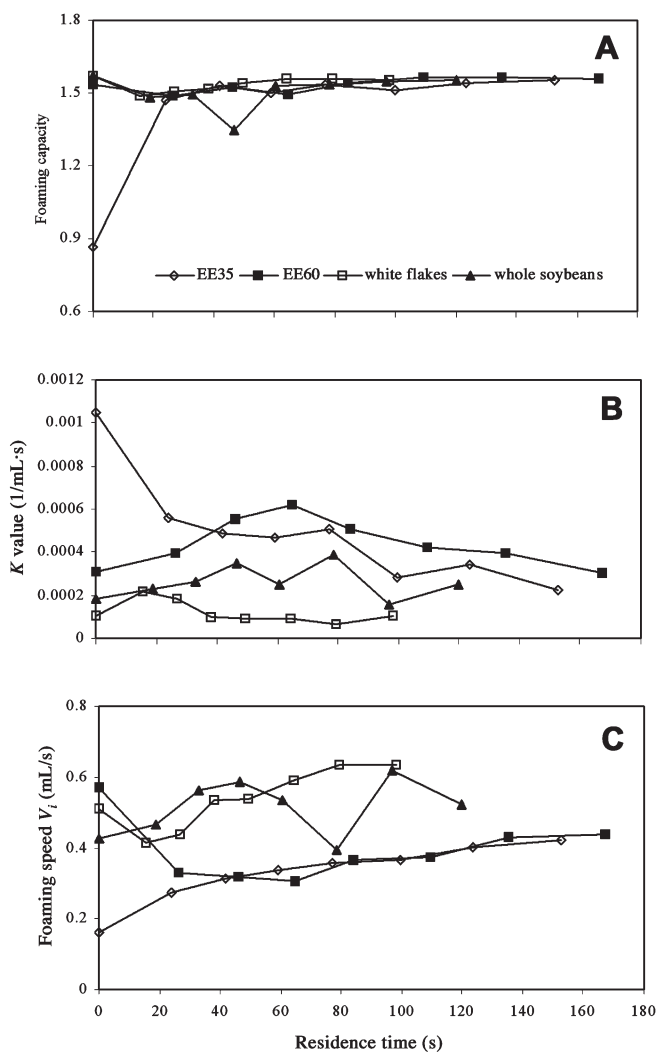 1.8
A
1.5
1.2
Foaming capacity
0.9
EE35 EE60 white flakes whole soybeans
0.6
0.0012
B
0.001
0.0008
K value (1/mL·s)
0.0006
0.0004
0.0002
0
0.8
C
0.6
Foaming speed Vi (mL/s)
0.4
0.2
0
0 20 40 60 80 100 120 140 160 180
Residence time (s)